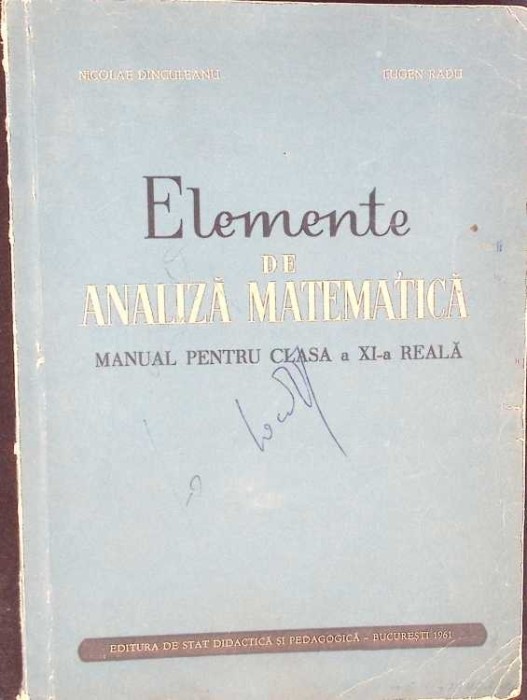 NICOLAE DINCULEANU EUGEN RADU
Elemente
DE
ANALIZĂ MATEMATICĂ
MANUAL PENTRU CLASA a XI-a REALĂ
EDITURA DE STAT DIDACTICĂ ȘI PEDAGOGICĂ - BUCUREȘTI 1961